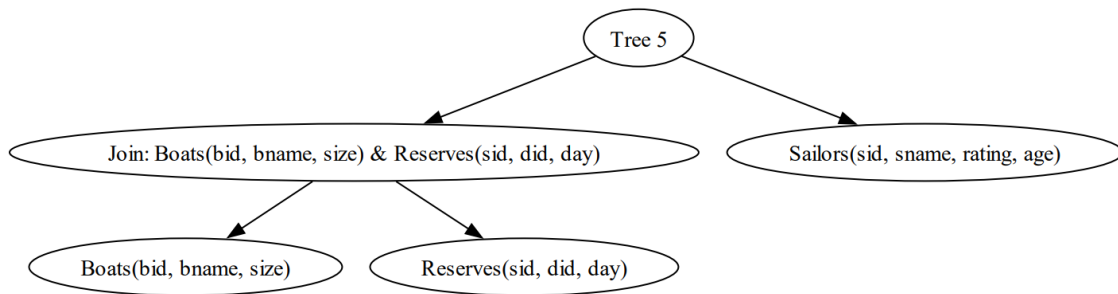 Tree 5
Join: Boats(bid, bname, size) & Reserves(sid, did, day)
Sailors(sid, sname, rating, age)
Boats(bid, bname, size)
Reserves(sid, did, day)